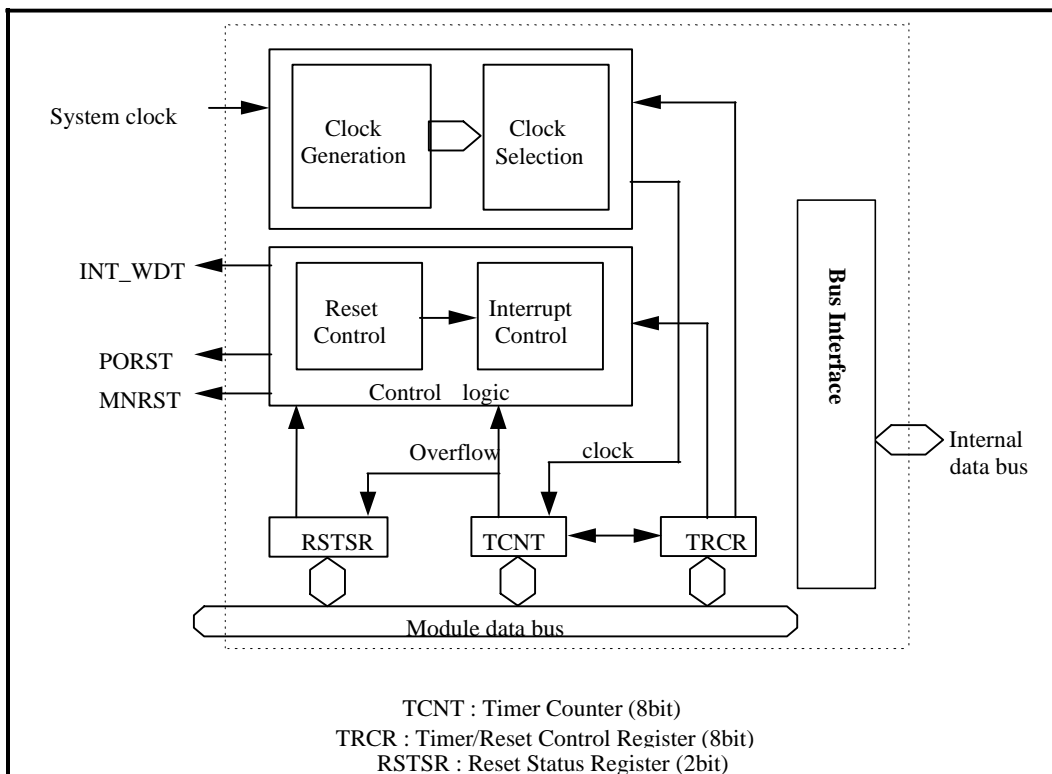 System clock
Clock
Generation
Clock
Selection
INT_WDT
PORST
MNRST
Reset
Control
Interrupt
Control
Control logic
Bus Interface
Internal
data bus
Overflow
clock
RSTSR
TCNT
TRCR
Module data bus
TCNT : Timer Counter (8bit)
TRCR : Timer/Reset Control Register (8bit)
RSTSR : Reset Status Register (2bit)